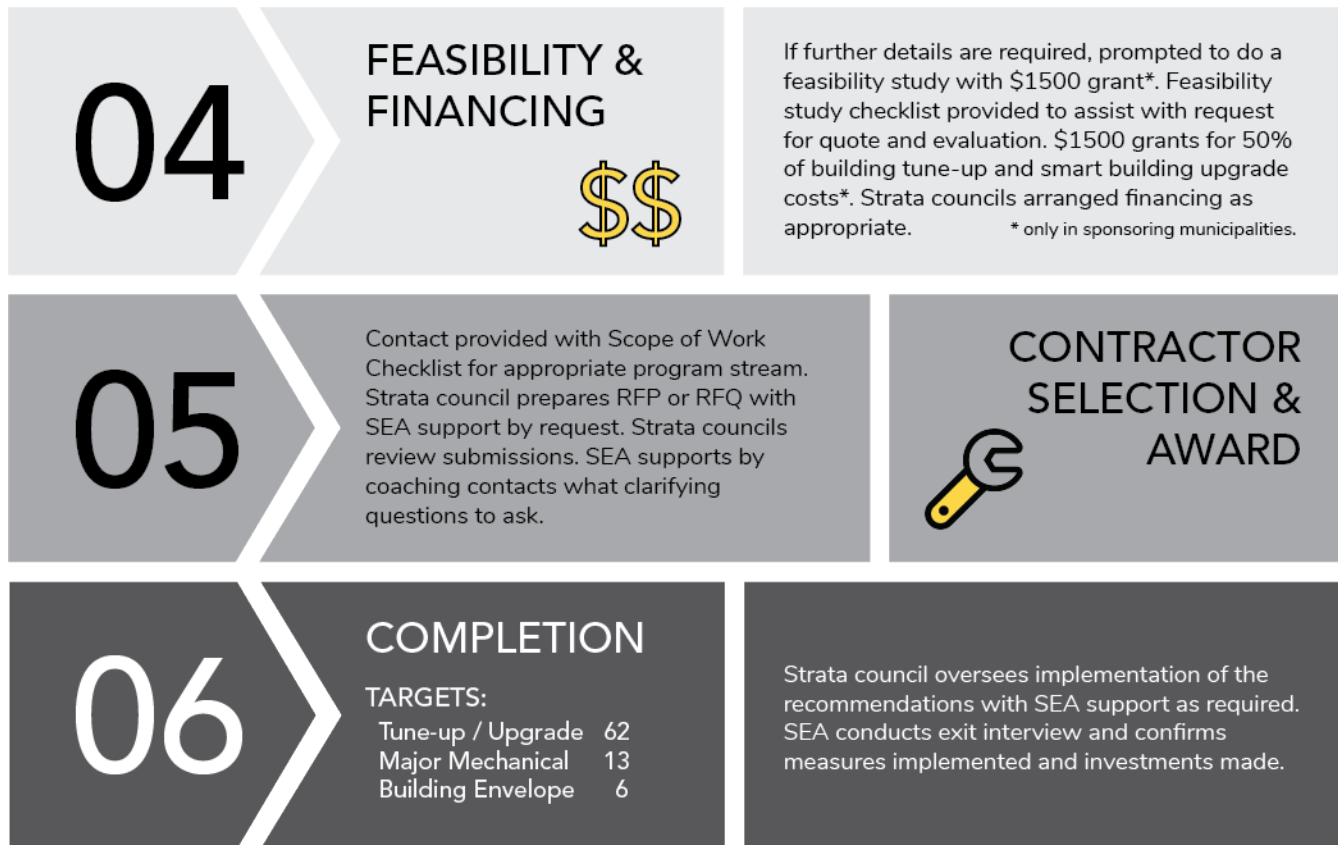 04
FEASIBILITY &
FINANCING
$$
If further details are required, prompted to do a
feasibility study with $1500 grant*. Feasibility
study checklist provided to assist with request
for quote and evaluation. $1500 grants for 50%
of building tune-up and smart building upgrade
costs*. Strata councils arranged financing as
appropriate. * only in sponsoring municipalities.
05
Contact provided with Scope of Work
Checklist for appropriate program stream.
Strata council prepares RFP or RFQ with
SEA support by request. Strata councils
review submissions. SEA supports by
coaching contacts what clarifying
questions to ask.
CONTRACTOR
SELECTION &
AWARD
06
COMPLETION
TARGETS:
Tune-up / Upgrade 62
Major Mechanical 13
Building Envelope 6
Strata council oversees implementation of the
recommendations with SEA support as required.
SEA conducts exit interview and confirms
measures implemented and investments made.